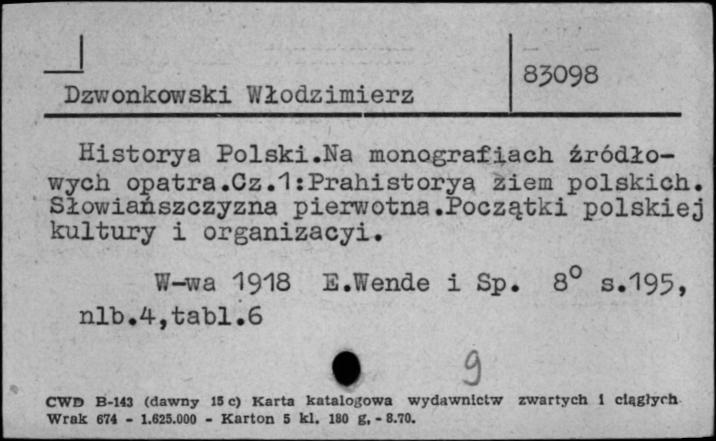 83098
Dzwonkowski Włodzimierz
Historya Polski.Na monografiach źródło-
wych opatra.Cz.1:Prahistorya ziem polskich.
Słowiańszczyzna pierwotna.Początki polskiej
kultury i organizacyi.
W-wa 1918 E.Wende i Sp. 8° s.195,
nlb.4,tabl.6
9
CWD B-143 (dawny 15 c) Karta katalogowa wydawnictw zwartych i ciągłych
Wrak 674 - 1.625.000 - Karton 5 kl. 180 g. - 8.70.